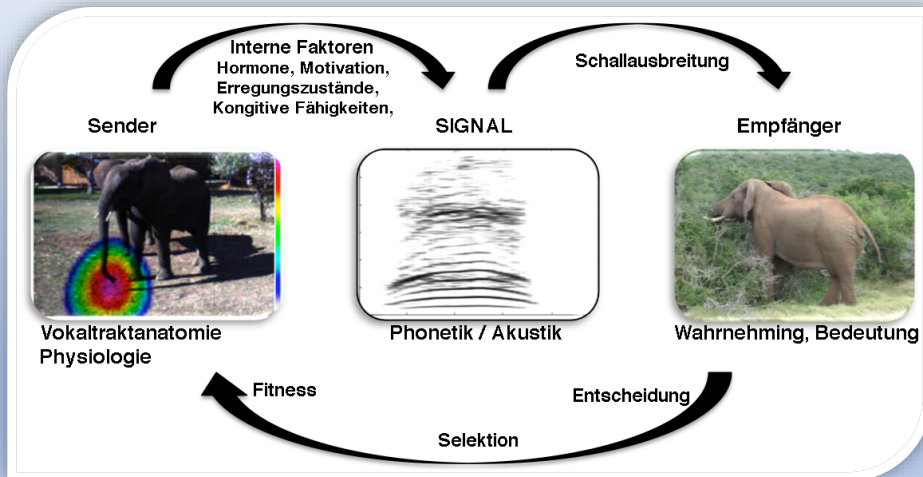 Interne Faktoren
Hormone, Motivation,
Erregungszustände,
Kongitive Fähigkeiten,
Schallausbreitung
Sender
SIGNAL
Empfänger
Vokaltraktanatomie
Physiologie
Phonetik / Akustik
Wahrnehming, Bedeutung
Fitness
Entscheidung
Selektion